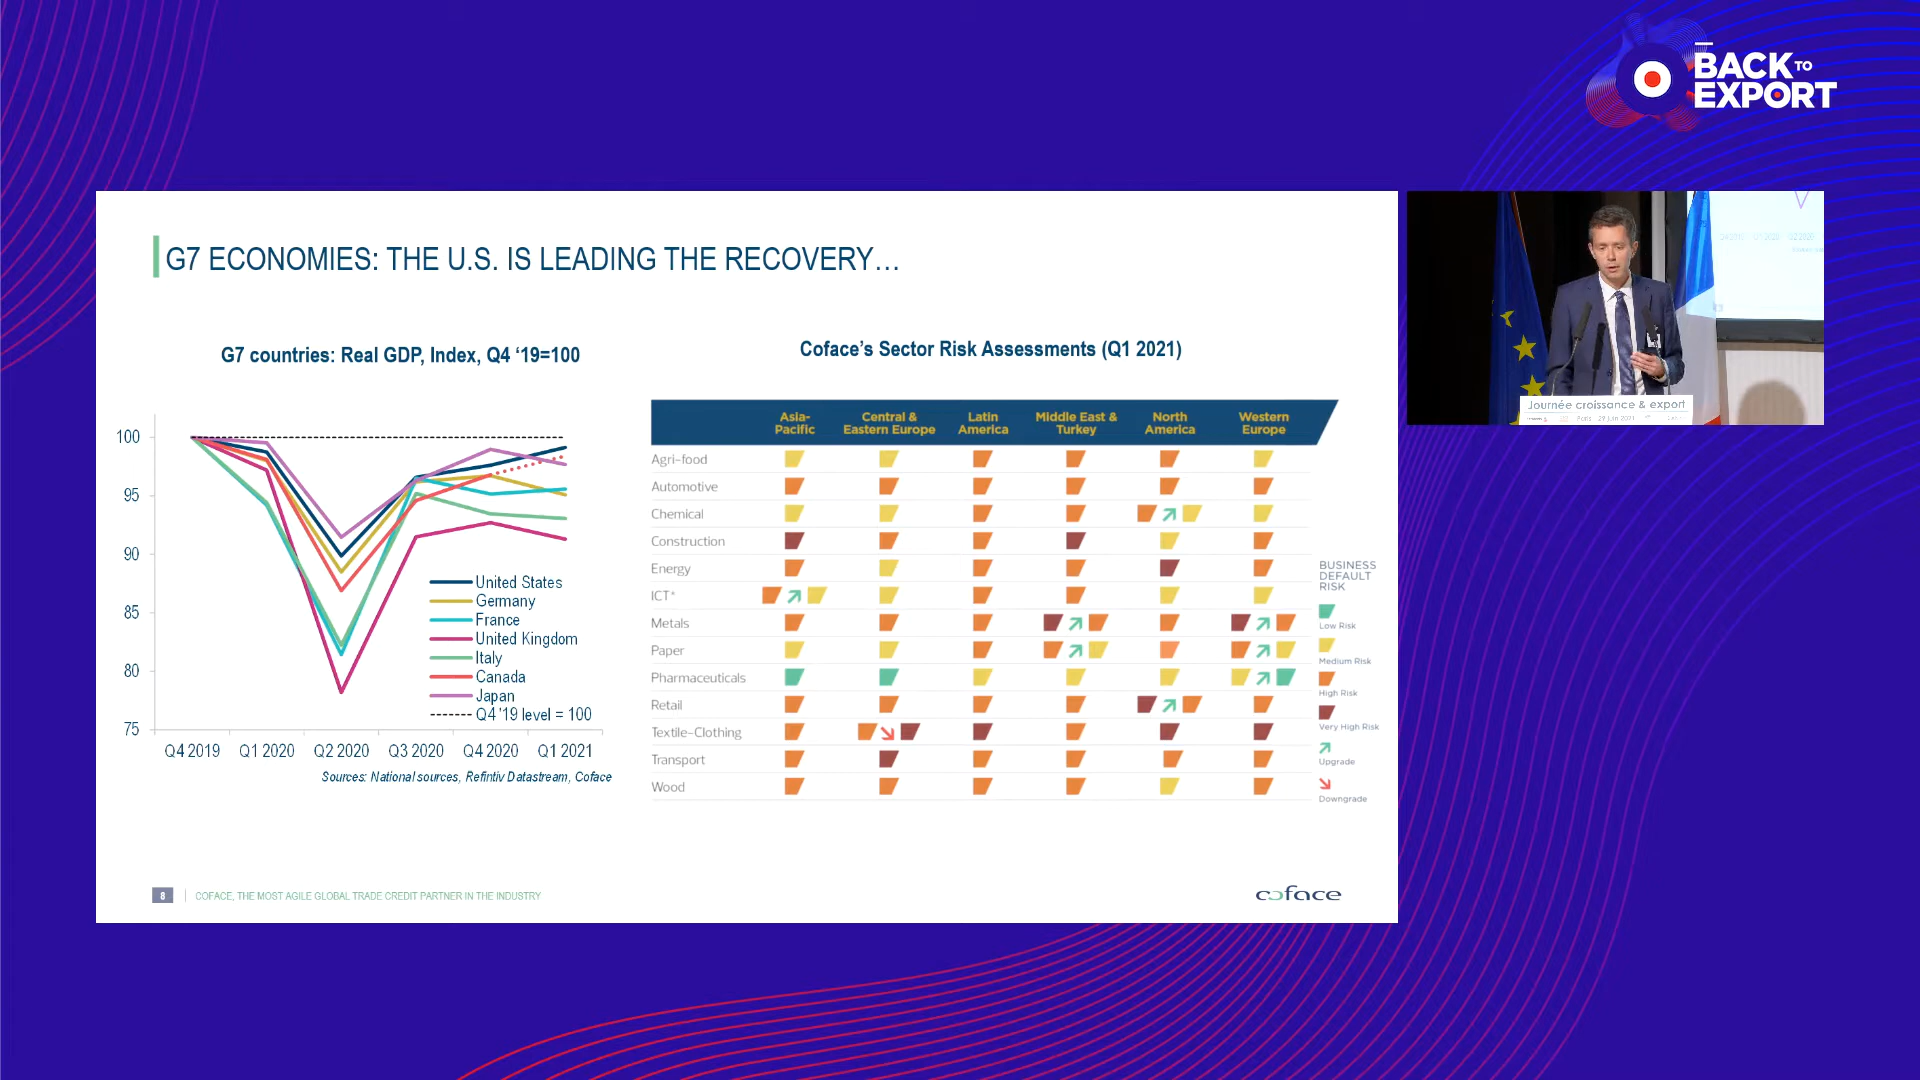 BACK TO
EXPORT
G7 ECONOMIES: THE U.S. IS LEADING THE RECOVERY…
G7 countries: Real GDP, Index, Q4 ‘19=100
100
95
90
85
80
75
United States
Germany
France
United Kingdom
Italy
Canada
Japan
Q4 '19 level = 100
Q4 2019 Q1 2020 Q2 2020 Q3 2020 Q4 2020 Q1 2021
Sources: National sources, Refintiv Datastream, Coface
Coface’s Sector Risk Assessments (Q1 2021)
Asia-Pacific Central & Eastern Europe Latin America Middle East & Turkey North America Western Europe
Agri-food
Automotive
Chemical
Construction
Energy
ICT*
Metals
Paper
Pharmaceuticals
Retail
Textile-Clothing
Transport
Wood
BUSINESS
DEFAULT
RISK
Low Risk
Medium Risk
High Risk
Very High Risk
Upgrade
Downgrade
8 COFACE, THE MOST AGILE GLOBAL TRADE CREDIT PARTNER IN THE INDUSTRY
coface
Journée croissance & export
Paris 29 juin 2021